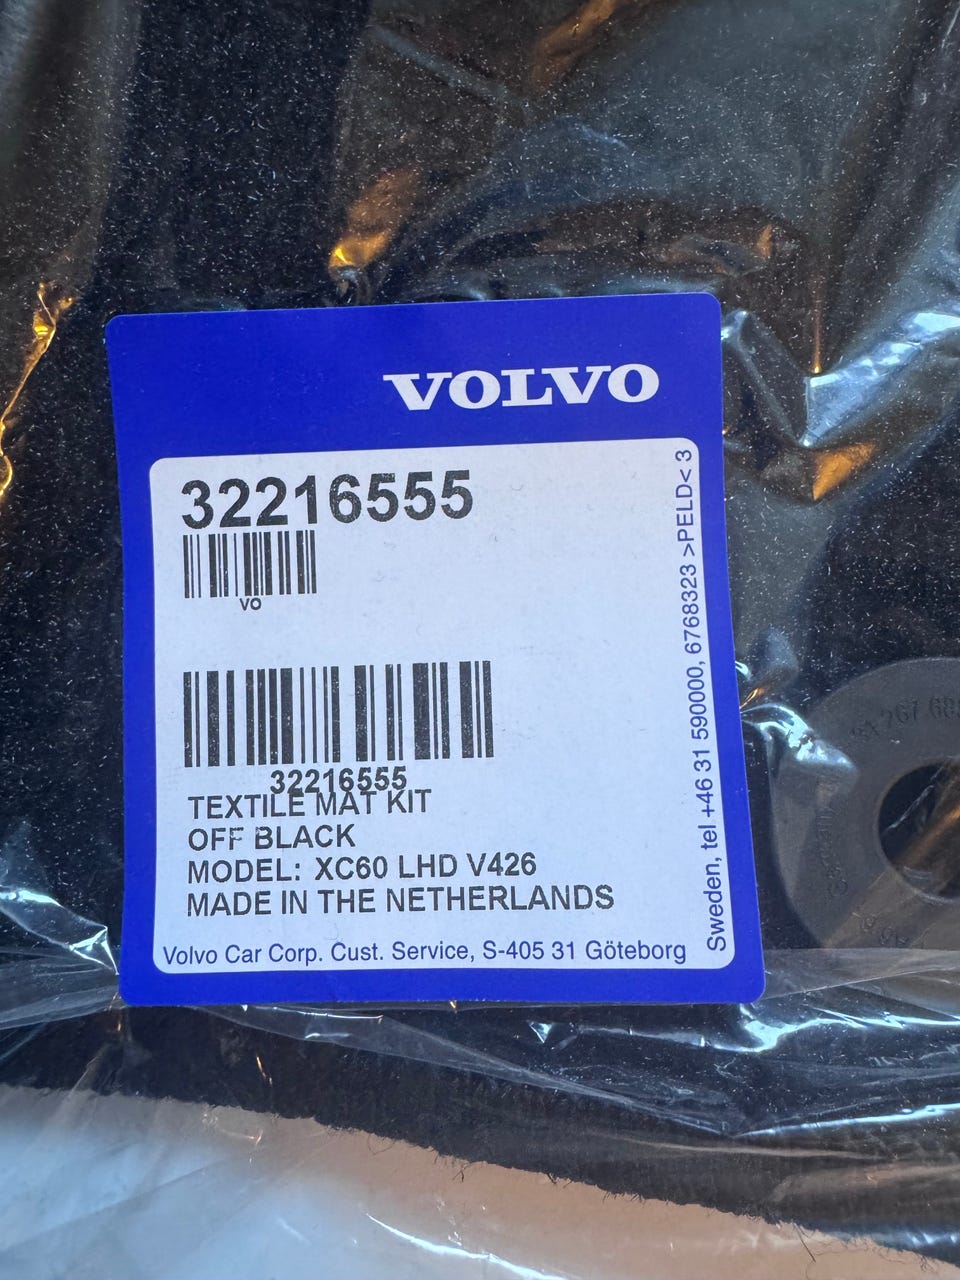 VOLVO
32216555
VO
32216555
TEXTILE MAT KIT
OFF BLACK
MODEL: XC60 LHD V426
MADE IN THE NETHERLANDS
Volvo Car Corp. Cust. Service, S-405 31 Göteborg
Sweden, tel +46 31 590000, 6768323 >PELD< 3